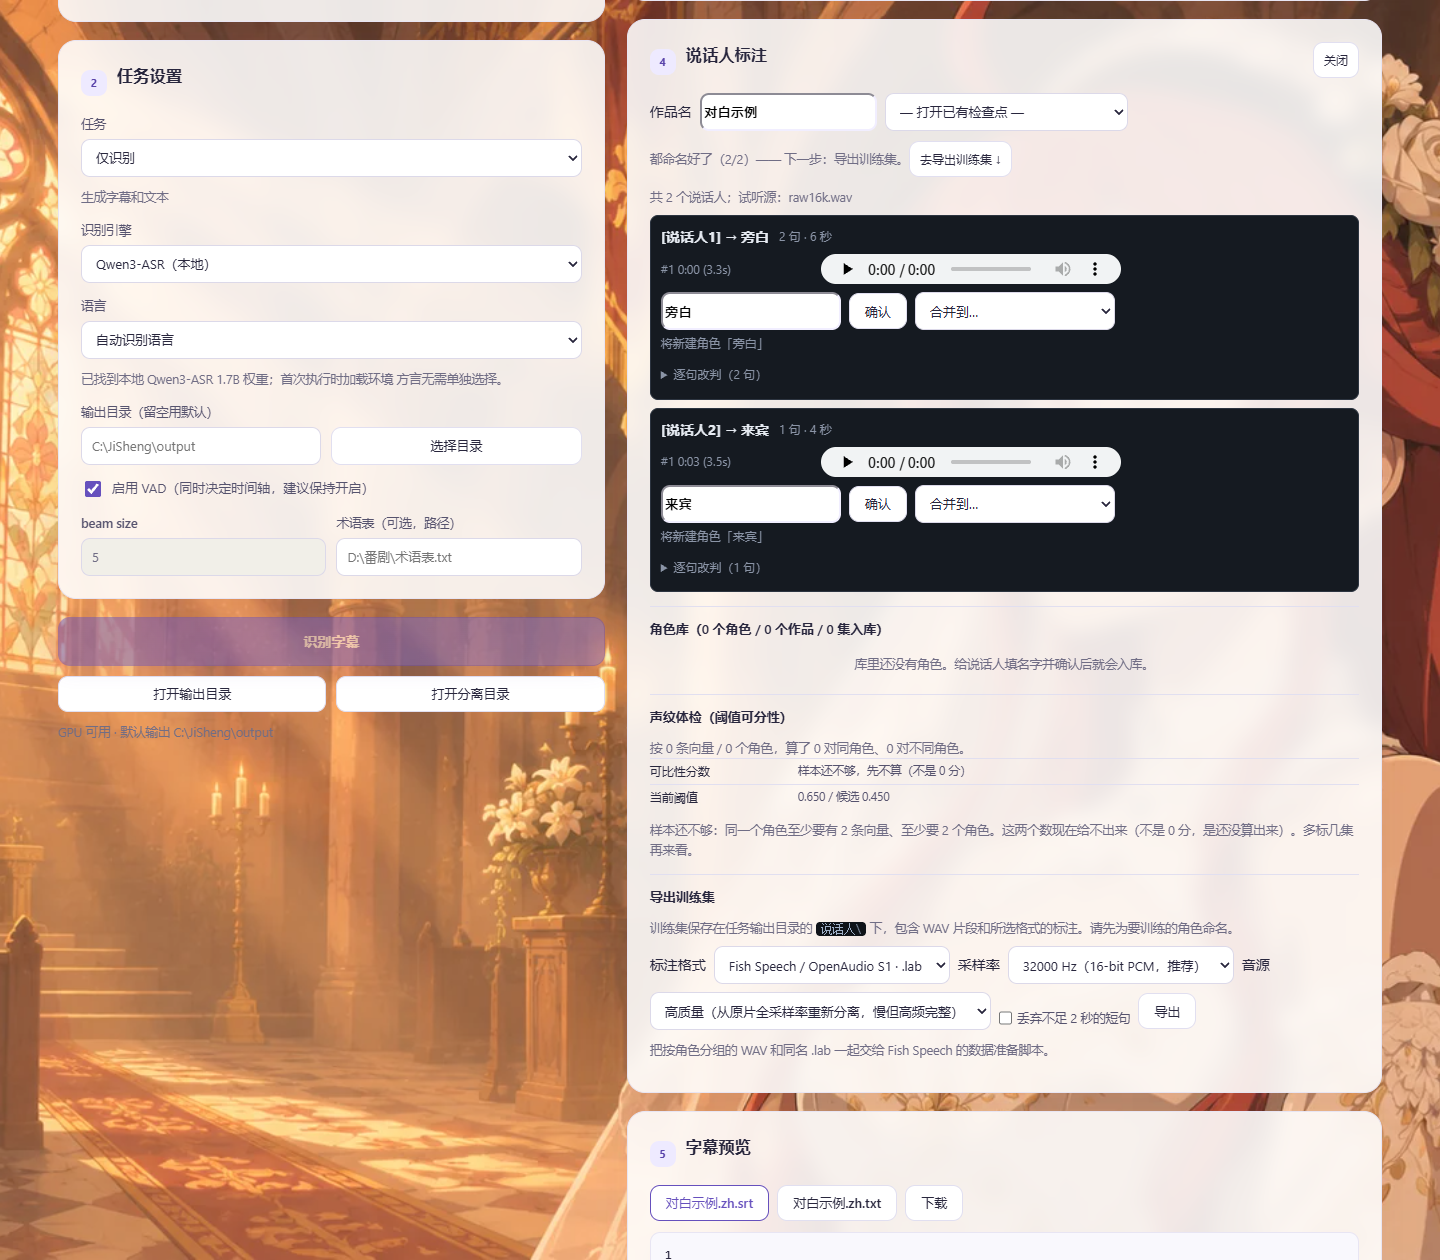 2
任务设置
任务
仅识别
生成字幕和文本
识别引擎
Qwen3-ASR（本地）
语言
自动识别语言
已找到本地 Qwen3-ASR 1.7B 权重；首次执行时加载环境 方言无需单独选择。
输出目录（留空用默认）
C:\JiSheng\output
选择目录
启用 VAD（同时决定时间轴，建议保持开启）
beam size
术语表（可选，路径）
5
D:\番剧\术语表.txt
识别字幕
打开输出目录
打开分离目录
GPU 可用 · 默认输出 C:\JiSheng\output
4
说话人标注
关闭
作品名
对白示例
— 打开已有检查点 —
都命名好了（2/2）—— 下一步：导出训练集。
去导出训练集 ↓
共 2 个说话人；试听源：raw16k.wav
[说话人1] → 旁白 2 句 · 6 秒
#1 0:00 (3.3s)
0:00 / 0:00
旁白
确认
合并到...
将新建角色「旁白」
▶ 逐句改判（2 句）
[说话人2] → 来宾 1 句 · 4 秒
#1 0:03 (3.5s)
0:00 / 0:00
来宾
确认
合并到...
将新建角色「来宾」
▶ 逐句改判（1 句）
角色库（0 个角色 / 0 个作品 / 0 集入库）
库里还没有角色。给说话人填名字并确认后就会入库。
声纹体检（阈值可分性）
按 0 条向量 / 0 个角色，算了 0 对同角色、0 对不同角色。
可比性分数
样本还不够，先不算（不是 0 分）
当前阈值
0.650 / 候选 0.450
样本还不够：同一个角色至少要有 2 条向量、至少要 2 个角色。这两个数现在给不出来（不是 0 分，是还没算出来）。多标几集
再来看。
导出训练集
训练集保存在任务输出目录的 说话人\ 下，包含 WAV 片段和所选格式的标注。请先为要训练的角色命名。
标注格式
Fish Speech / OpenAudio S1 · .lab
采样率
32000 Hz（16-bit PCM，推荐）
音源
高质量（从原片全采样率重新分离，慢但高频完整）
丢弃不足 2 秒的短句
导出
把按角色分组的 WAV 和同名 .lab 一起交给 Fish Speech 的数据准备脚本。
5
字幕预览
对白示例.zh.srt
对白示例.zh.txt
下载
1